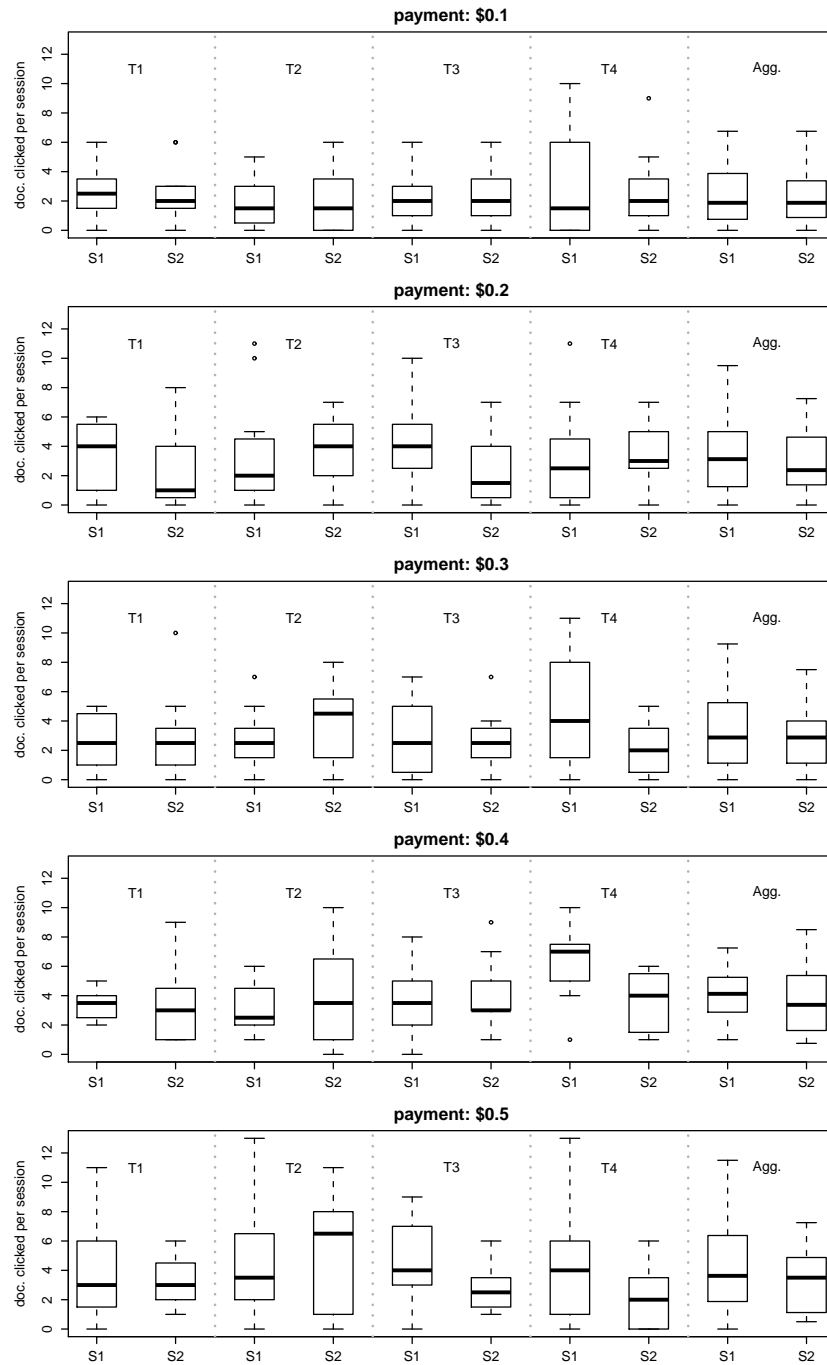 payment: $0.1
T1 T2 T3 T4 Agg.
doc. clicked per session
12
10
8
6
4
2
0
S1 S2 S1 S2 S1 S2 S1 S2 S1 S2
payment: $0.2
T1 T2 T3 T4 Agg.
doc. clicked per session
12
10
8
6
4
2
0
S1 S2 S1 S2 S1 S2 S1 S2 S1 S2
payment: $0.3
T1 T2 T3 T4 Agg.
doc. clicked per session
12
10
8
6
4
2
0
S1 S2 S1 S2 S1 S2 S1 S2 S1 S2
payment: $0.4
T1 T2 T3 T4 Agg.
doc. clicked per session
12
10
8
6
4
2
0
S1 S2 S1 S2 S1 S2 S1 S2 S1 S2
payment: $0.5
T1 T2 T3 T4 Agg.
doc. clicked per session
12
10
8
6
4
2
0
S1 S2 S1 S2 S1 S2 S1 S2 S1 S2